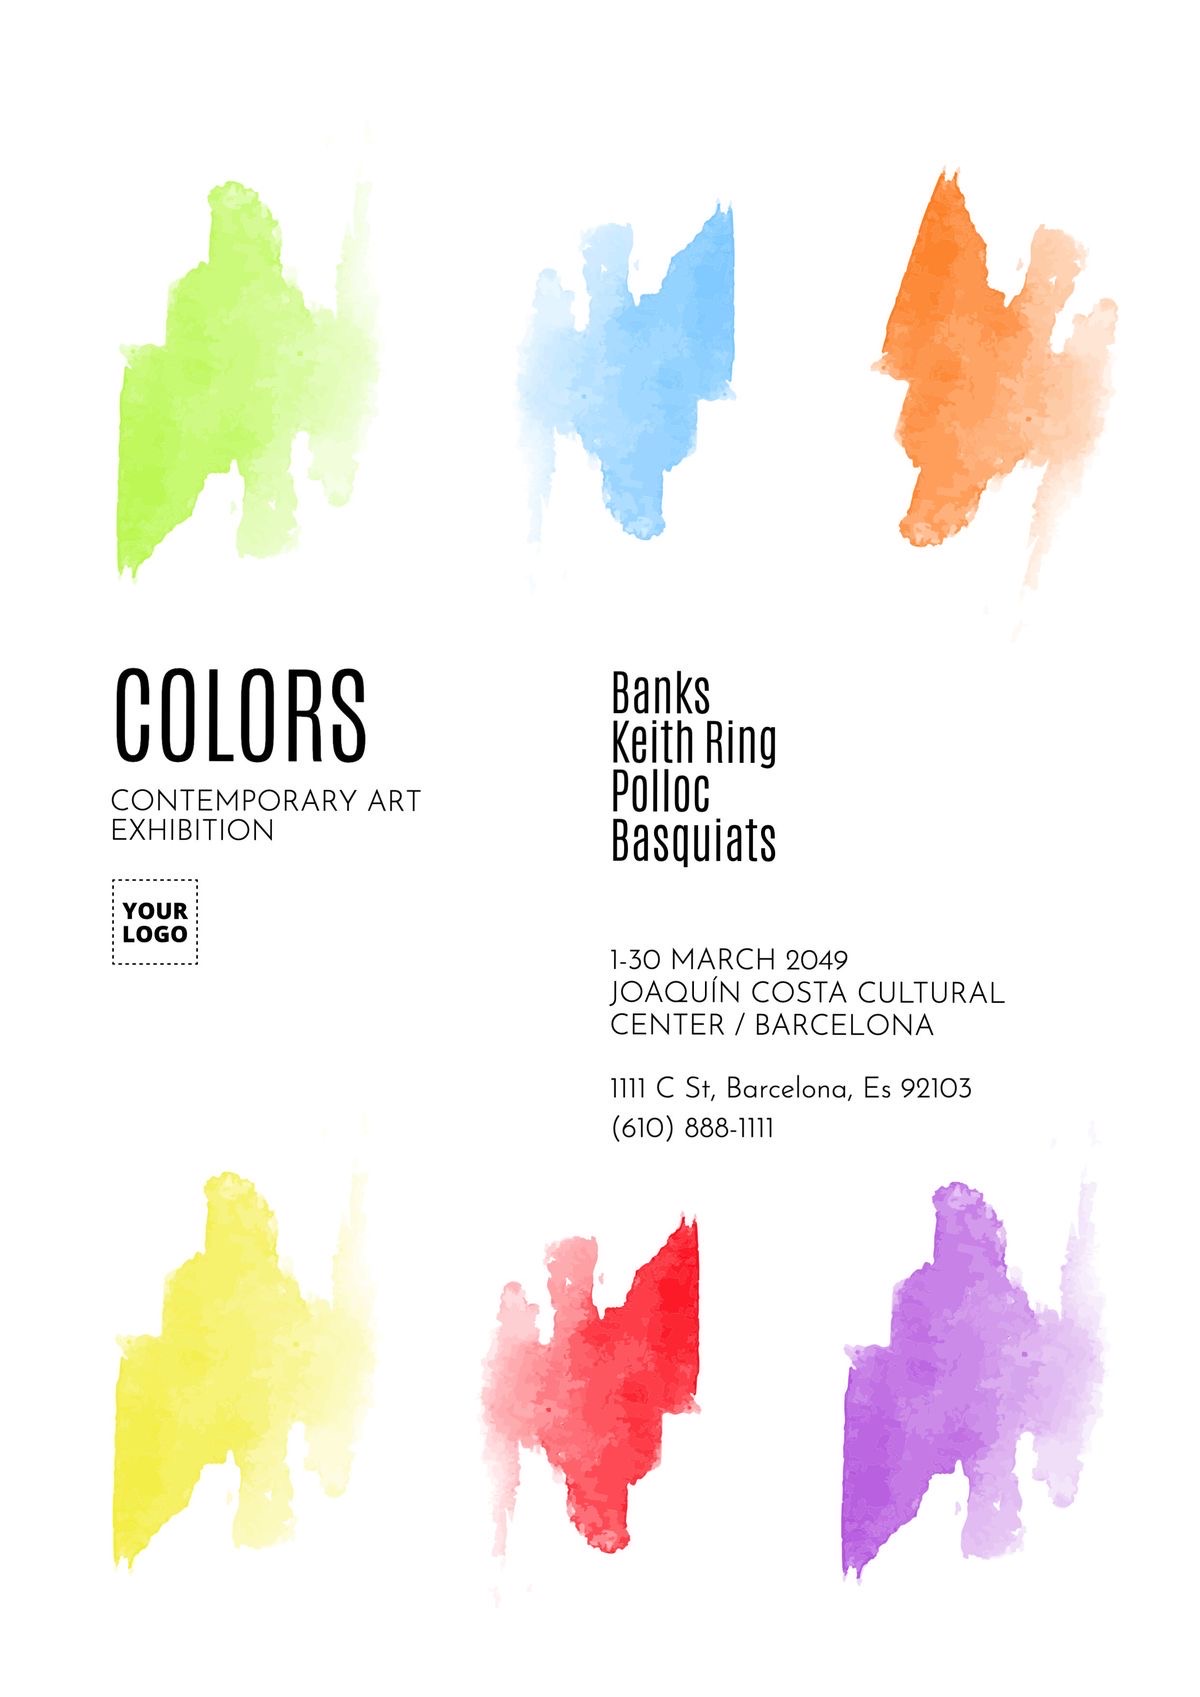 COLORS
CONTEMPORARY ART
EXHIBITION
YOUR
LOGO
Banks
Keith Ring
Polloc
Basquiats
1-30 MARCH 2049
JOAQUÍN COSTA CULTURAL
CENTER / BARCELONA
1111 C St, Barcelona, Es 92103
(610) 888-1111